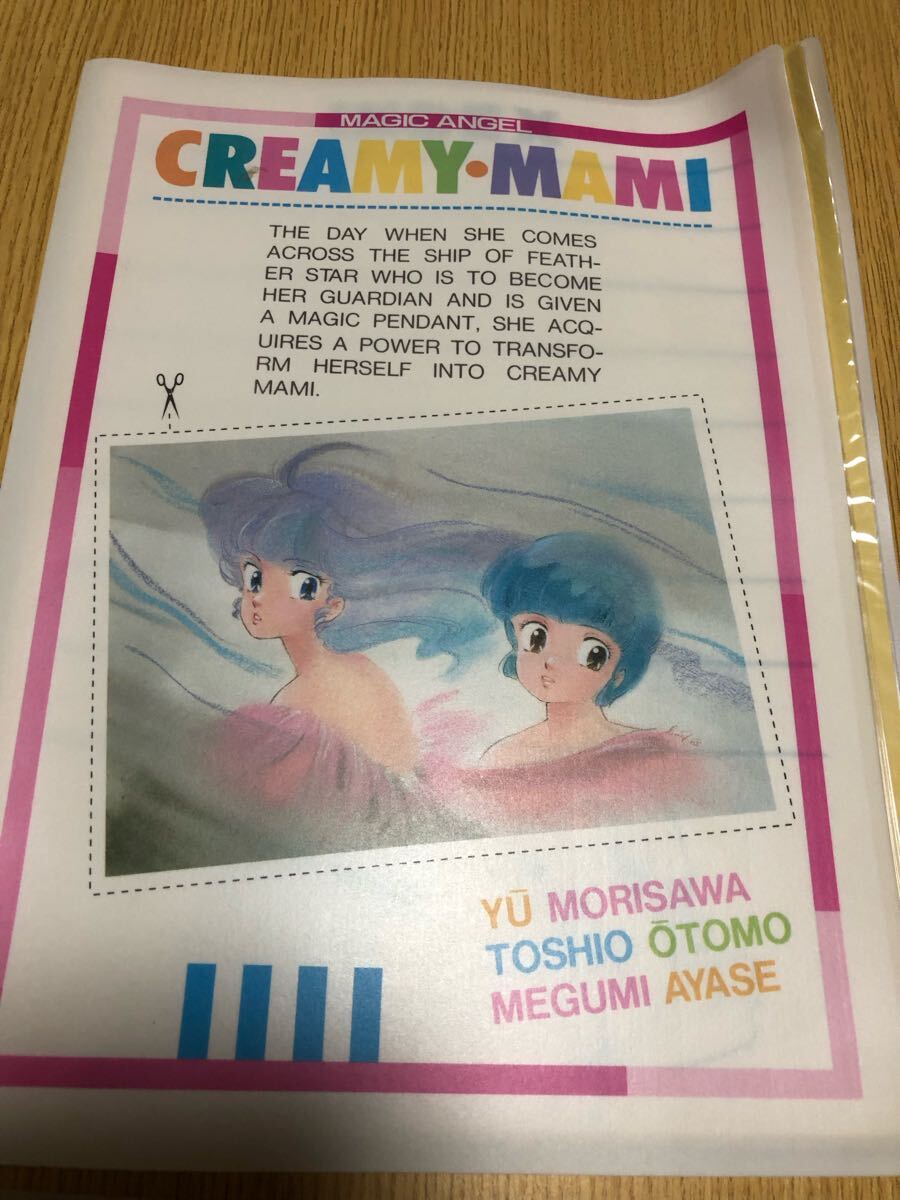 MAGIC ANGEL
CREAMY•MAMI
THE DAY WHEN SHE COMES
ACROSS THE SHIP OF FEATH-
ER STAR WHO IS TO BECOME
HER GUARDIAN AND IS GIVEN
A MAGIC PENDANT, SHE ACQ-
UIRES A POWER TO TRANSFO-
RM HERSELF INTO CREAMY
MAMI.
YŪ MORISAWA
TOSHIO ŌTOMO
MEGUMI AYASE